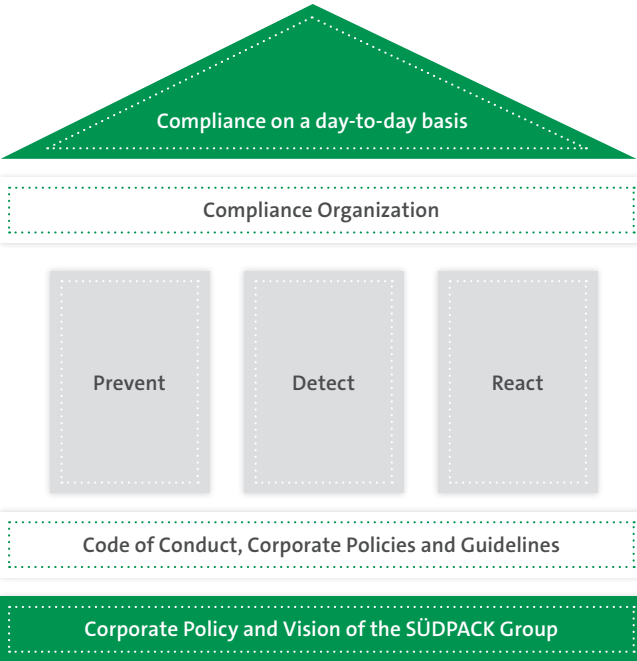 Compliance on a day-to-day basis
Compliance Organization
Prevent
Detect
React
Code of Conduct, Corporate Policies and Guidelines
Corporate Policy and Vision of the SÜDPACK Group